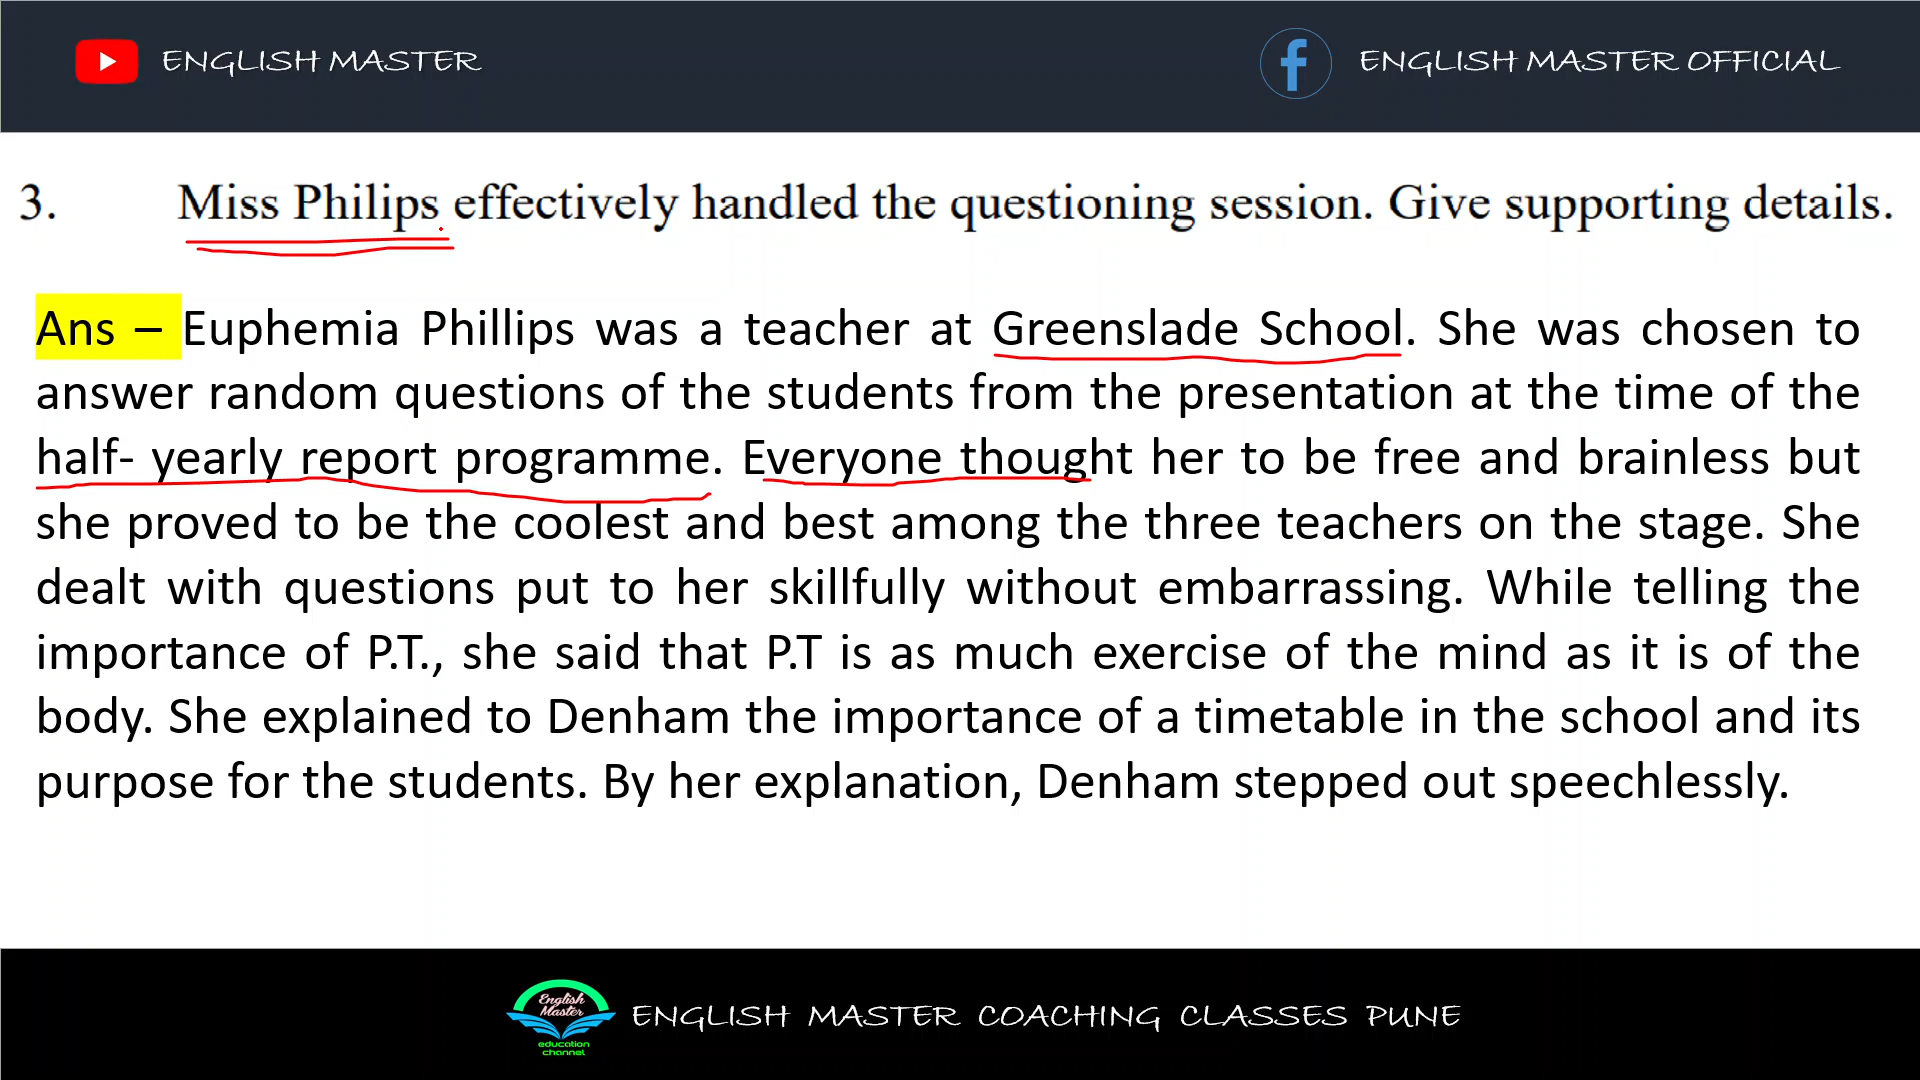 ENGLISH MASTER
ENGLISH MASTER OFFICIAL
3. Miss Philips effectively handled the questioning session. Give supporting details.
Ans – Euphemia Phillips was a teacher at Greenslade School. She was chosen to
answer random questions of the students from the presentation at the time of the
half- yearly report programme. Everyone thought her to be free and brainless but
she proved to be the coolest and best among the three teachers on the stage. She
dealt with questions put to her skillfully without embarrassing. While telling the
importance of P.T., she said that P.T is as much exercise of the mind as it is of the
body. She explained to Denham the importance of a timetable in the school and its
purpose for the students. By her explanation, Denham stepped out speechlessly.
English
Master
education
channel
ENGLISH MASTER COACHING CLASSES PUNE